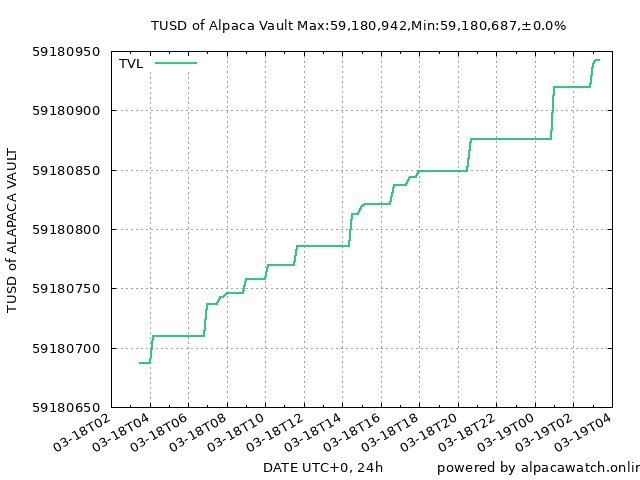 TUSD of Alpaca Vault Max:59,180,942,Min:59,180,687,±0.0%
TVL
59180950
59180900
59180850
59180800
59180750
59180700
59180650
TUSD of ALAPACA VAULT
03-18T02
03-18T04
03-18T06
03-18T08
03-18T10
03-18T12
03-18T14
03-18T16
03-18T18
03-18T20
03-18T22
03-19T00
03-19T02
03-19T04
DATE UTC+0, 24h
powered by alpacawatch.onlin